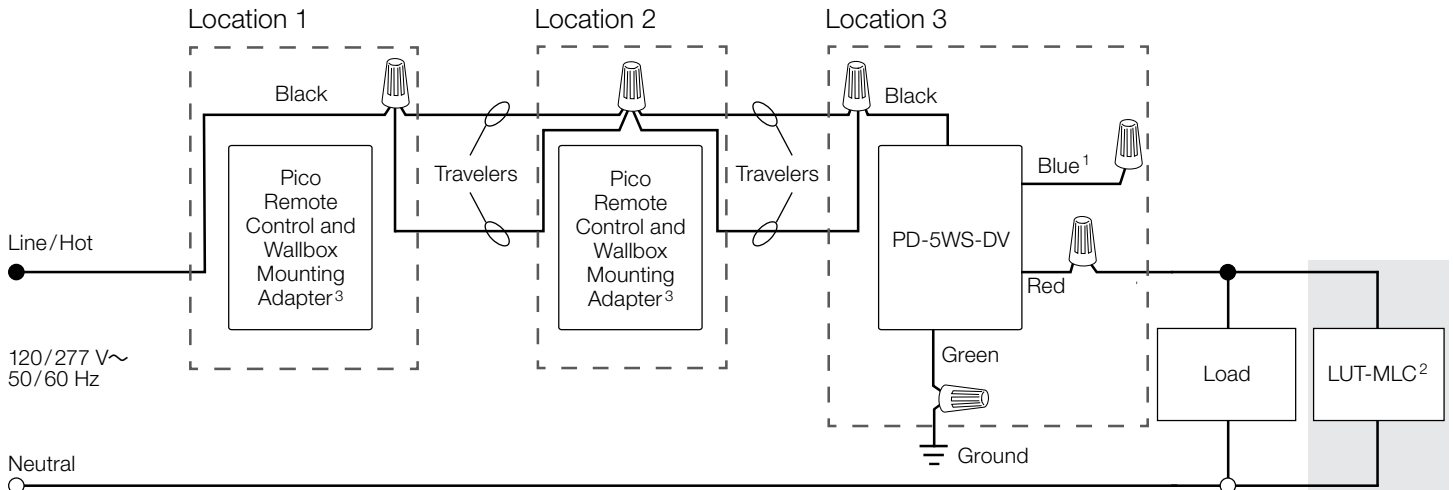 Location 1
Location 2
Location 3
Black
Black
Blue¹
Pico
Remote
Control and
Wallbox
Mounting
Adapter³
Travelers
Pico
Remote
Control and
Wallbox
Mounting
Adapter³
Travelers
PD-5WS-DV
Line/Hot
Red
120/277 V~
50/60 Hz
Green
Load
LUT-MLC²
Ground
Neutral